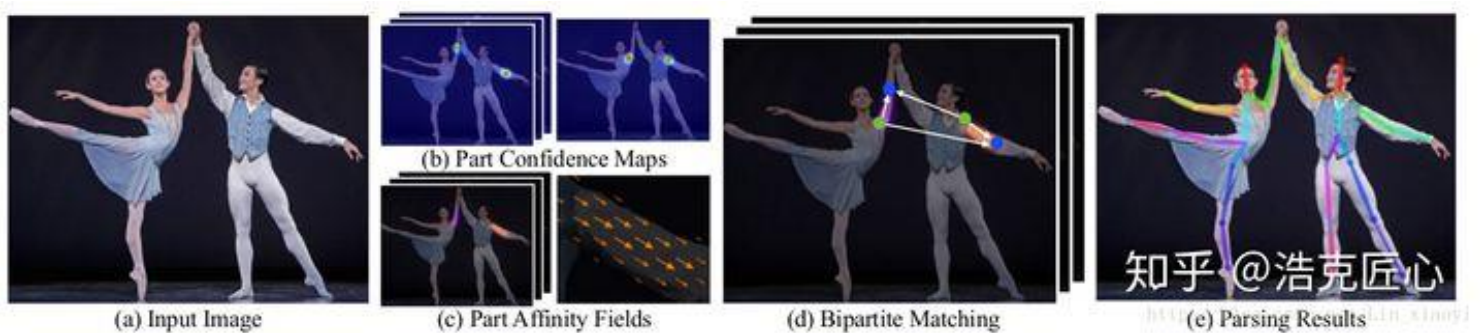 (b) Part Confidence Maps
知乎 @浩克匠心
(a) Input Image
(c) Part Affinity Fields
(d) Bipartite Matching
(e) Parsing Results